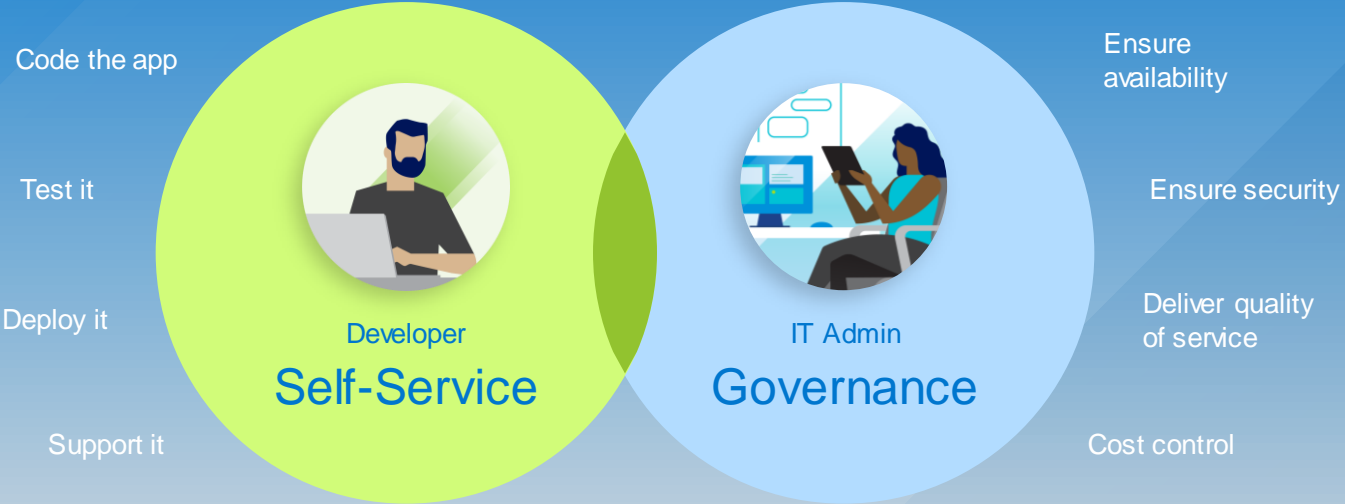 Code the app
Test it
Deploy it
Support it
Developer
Self-Service
IT Admin
Governance
Ensure
availability
Ensure security
Deliver quality
of service
Cost control